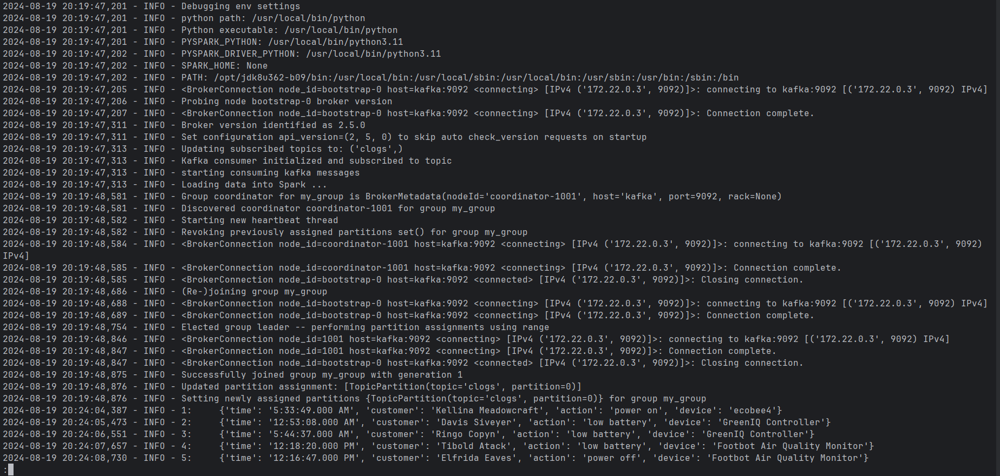 2024-08-19 20:19:47,201 - INFO - Debugging env settings
2024-08-19 20:19:47,201 - INFO - python path: /usr/local/bin/python
2024-08-19 20:19:47,201 - INFO - Python executable: /usr/local/bin/python
2024-08-19 20:19:47,201 - INFO - PYSPARK_PYTHON: /usr/local/bin/python3.11
2024-08-19 20:19:47,202 - INFO - PYSPARK_DRIVER_PYTHON: /usr/local/bin/python3.11
2024-08-19 20:19:47,202 - INFO - SPARK_HOME: None
2024-08-19 20:19:47,202 - INFO - PATH: /opt/jdk8u362-b09/bin:/usr/local/bin:/usr/local/sbin:/usr/local/bin:/usr/sbin:/usr/bin:/sbin:/bin
2024-08-19 20:19:47,205 - INFO - <BrokerConnection node_id=bootstrap-0 host=kafka:9092 <connecting> [IPv4 ('172.22.0.3', 9092)]>: connecting to kafka:9092 [('172.22.0.3', 9092) IPv4]
2024-08-19 20:19:47,206 - INFO - Probing node bootstrap-0 broker version
2024-08-19 20:19:47,207 - INFO - <BrokerConnection node_id=bootstrap-0 host=kafka:9092 <connecting> [IPv4 ('172.22.0.3', 9092)]>: Connection complete.
2024-08-19 20:19:47,311 - INFO - Broker version identified as 2.5.0
2024-08-19 20:19:47,311 - INFO - Set configuration api_version=(2, 5, 0) to skip auto check_version requests on startup
2024-08-19 20:19:47,313 - INFO - Updating subscribed topics to: ('clogs',)
2024-08-19 20:19:47,313 - INFO - Kafka consumer initialized and subscribed to topic
2024-08-19 20:19:47,313 - INFO - starting consuming kafka messages
2024-08-19 20:19:47,313 - INFO - Loading data into Spark ...
2024-08-19 20:19:48,581 - INFO - Group coordinator for my_group is BrokerMetadata(nodeId='coordinator-1001', host='kafka', port=9092, rack=None)
2024-08-19 20:19:48,581 - INFO - Discovered coordinator coordinator-1001 for group my_group
2024-08-19 20:19:48,582 - INFO - Starting new heartbeat thread
2024-08-19 20:19:48,582 - INFO - Revoking previously assigned partitions set() for group my_group
2024-08-19 20:19:48,584 - INFO - <BrokerConnection node_id=coordinator-1001 host=kafka:9092 <connecting> [IPv4 ('172.22.0.3', 9092)]>: connecting to kafka:9092 [('172.22.0.3', 9092)
IPv4]
2024-08-19 20:19:48,585 - INFO - <BrokerConnection node_id=coordinator-1001 host=kafka:9092 <connecting> [IPv4 ('172.22.0.3', 9092)]>: Connection complete.
2024-08-19 20:19:48,585 - INFO - <BrokerConnection node_id=bootstrap-0 host=kafka:9092 <connected> [IPv4 ('172.22.0.3', 9092)]>: Closing connection.
2024-08-19 20:19:48,686 - INFO - (Re-)joining group my_group
2024-08-19 20:19:48,688 - INFO - <BrokerConnection node_id=bootstrap-0 host=kafka:9092 <connecting> [IPv4 ('172.22.0.3', 9092)]>: connecting to kafka:9092 [('172.22.0.3', 9092) IPv4]
2024-08-19 20:19:48,689 - INFO - <BrokerConnection node_id=bootstrap-0 host=kafka:9092 <connecting> [IPv4 ('172.22.0.3', 9092)]>: Connection complete.
2024-08-19 20:19:48,754 - INFO - Elected group leader -- performing partition assignments using range
2024-08-19 20:19:48,846 - INFO - <BrokerConnection node_id=1001 host=kafka:9092 <connecting> [IPv4 ('172.22.0.3', 9092)]>: connecting to kafka:9092 [('172.22.0.3', 9092) IPv4]
2024-08-19 20:19:48,847 - INFO - <BrokerConnection node_id=1001 host=kafka:9092 <connecting> [IPv4 ('172.22.0.3', 9092)]>: Connection complete.
2024-08-19 20:19:48,847 - INFO - <BrokerConnection node_id=bootstrap-0 host=kafka:9092 <connected> [IPv4 ('172.22.0.3', 9092)]>: Closing connection.
2024-08-19 20:19:48,875 - INFO - Successfully joined group my_group with generation 1
2024-08-19 20:19:48,876 - INFO - Updated partition assignment: [TopicPartition(topic='clogs', partition=0)]
2024-08-19 20:19:48,876 - INFO - Setting newly assigned partitions {TopicPartition(topic='clogs', partition=0)} for group my_group
2024-08-19 20:24:04,387 - INFO - 1:     {'time': '5:33:49.000 AM', 'customer': 'Kellina Meadowcraft', 'action': 'power on', 'device': 'ecobee4'}
2024-08-19 20:24:05,473 - INFO - 2:     {'time': '12:53:08.000 AM', 'customer': 'Davis Siveyer', 'action': 'low battery', 'device': 'GreenIQ Controller'}
2024-08-19 20:24:06,551 - INFO - 3:     {'time': '5:44:37.000 AM', 'customer': 'Ringo Copyn', 'action': 'low battery', 'device': 'GreenIQ Controller'}
2024-08-19 20:24:07,657 - INFO - 4:     {'time': '12:18:20.000 PM', 'customer': 'Tibold Atack', 'action': 'low battery', 'device': 'Footbot Air Quality Monitor'}
2024-08-19 20:24:08,730 - INFO - 5:     {'time': '12:16:47.000 PM', 'customer': 'Elfrida Eaves', 'action': 'power off', 'device': 'Footbot Air Quality Monitor'}
: